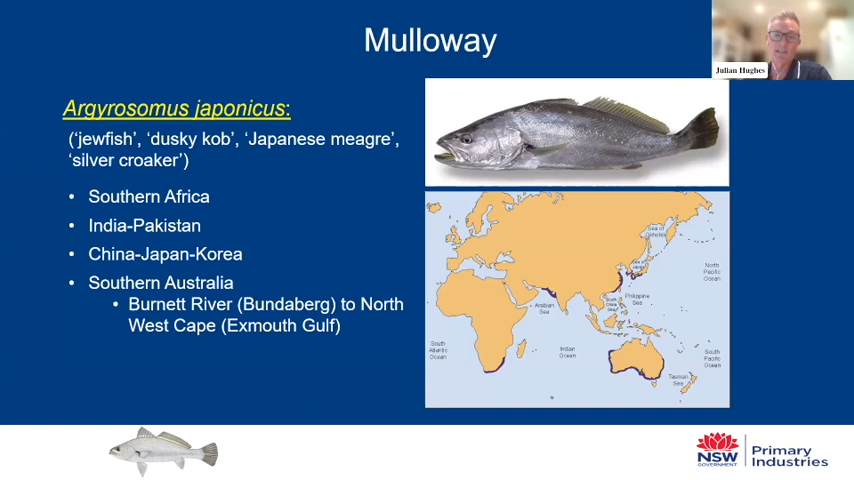 Mulloway
Julian Hughes
Argyrosomus japonicus:
('jewfish', 'dusky kob', 'Japanese meagre',
'silver croaker')
• Southern Africa
• India-Pakistan
• China-Japan-Korea
• Southern Australia
• Burnett River (Bundaberg) to North
West Cape (Exmouth Gulf)
Sea of
Okhotsk
North
Pacific
Ocean
Arabian
Sea
Philippine
Sea
South
Atlantic
Ocean
Indian
Ocean
South
Pacific
Ocean
Tasman
Sea
NSW
GOVERNMENT
Primary
Industries